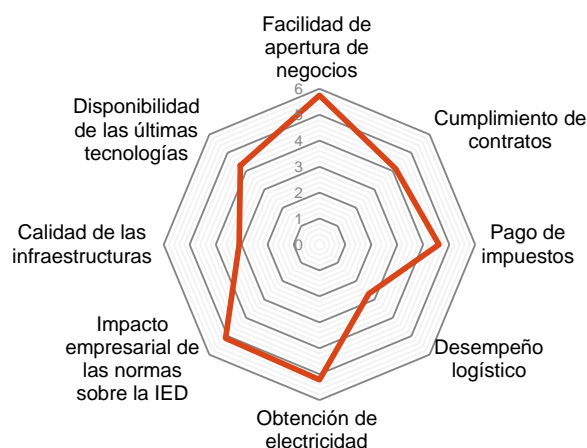 Facilidad de
apertura de
negocios
Cumplimiento de
contratos
Pago de
impuestos
Desempeño
logístico
Obtención de
electricidad
Impacto
empresarial de
las normas
sobre la IED
Calidad de las
infraestructuras
Disponibilidad
de las últimas
tecnologías
6
5
4
3
2
1
0